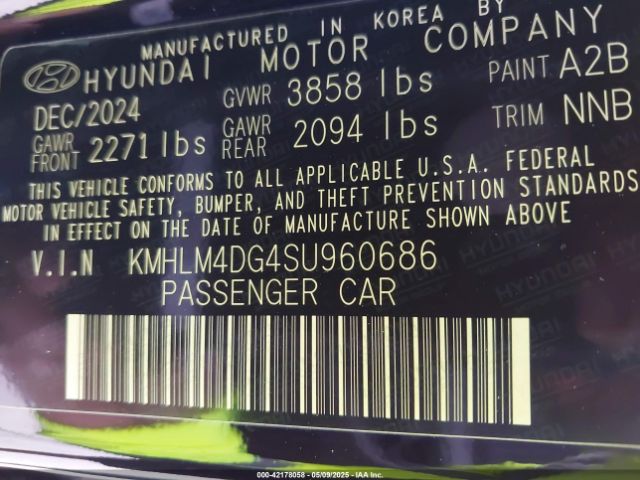 MANUFACTURED IN KOREA BY
HYUNDAI MOTOR COMPANY
DEC/2024 GVWR 3858 lbs PAINT A2B
GAWR FRONT 2271 lbs GAWR REAR 2094 lbs TRIM NNB
THIS VEHICLE CONFORMS TO ALL APPLICABLE U.S.A. FEDERAL
MOTOR VEHICLE SAFETY, BUMPER, AND THEFT PREVENTION STANDARDS
IN EFFECT ON THE DATE OF MANUFACTURE SHOWN ABOVE
V.I.N KMHLM4DG4SU960686
PASSENGER CAR
000-42178058 - 05/09/2025 - IAA Inc.